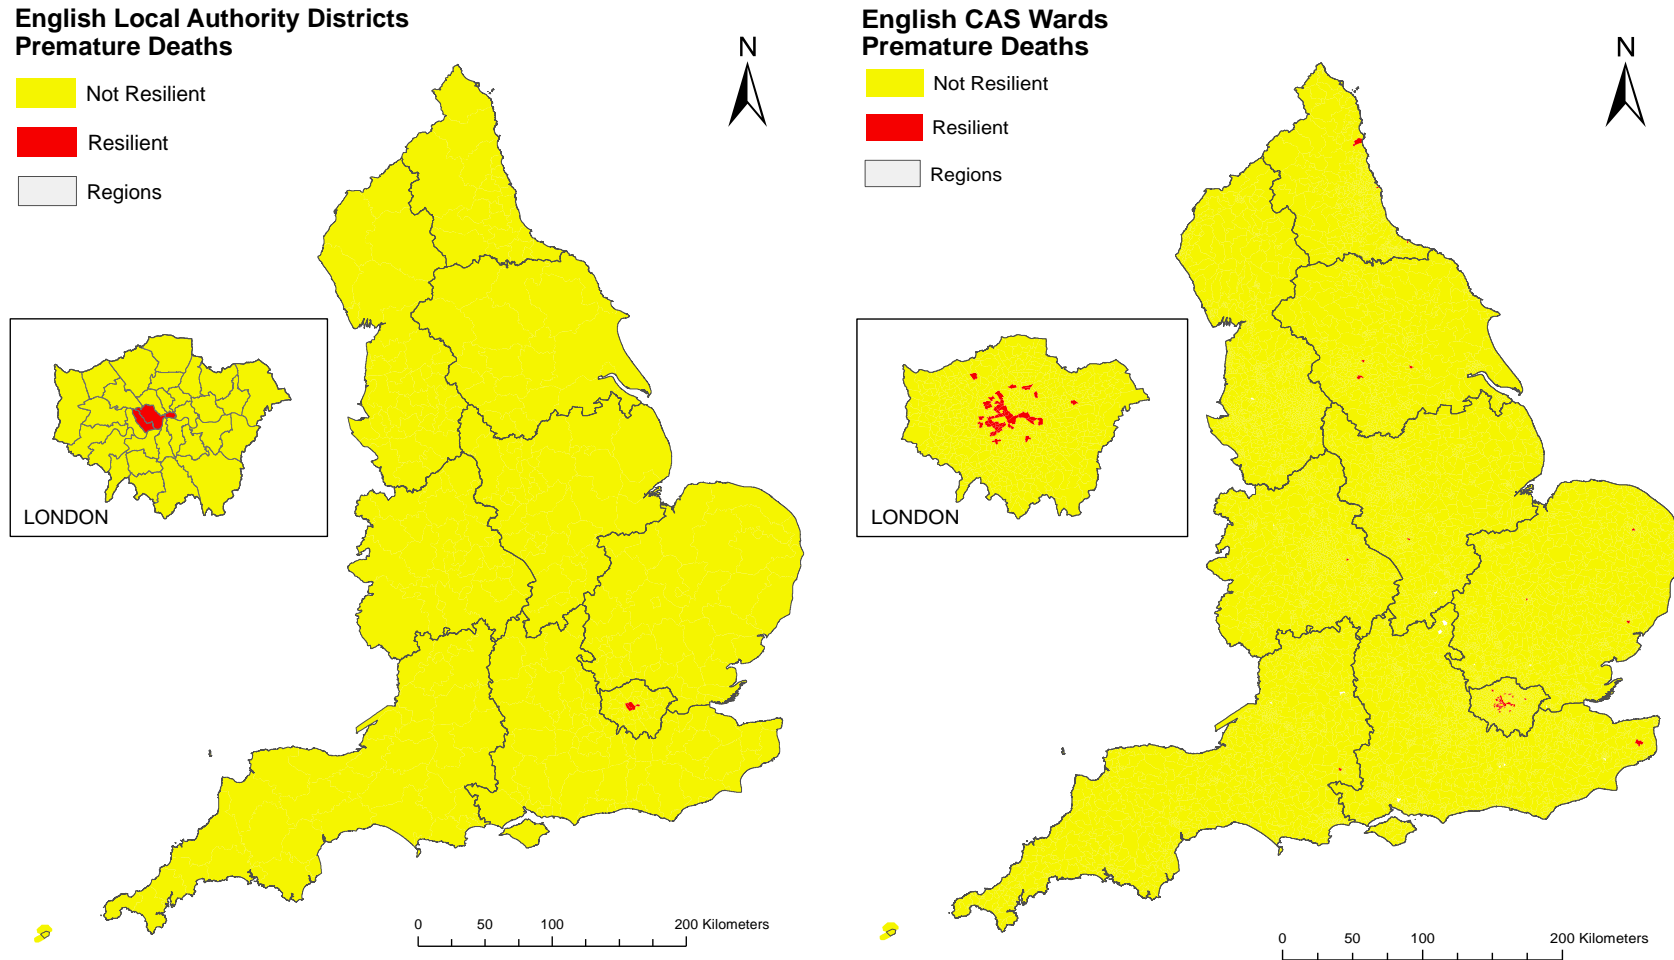 English Local Authority Districts
Premature Deaths
Not Resilient
Resilient
Regions
N
LONDON
0 50 100 200 Kilometers
English CAS Wards
Premature Deaths
Not Resilient
Resilient
Regions
N
LONDON
0 50 100 200 Kilometers